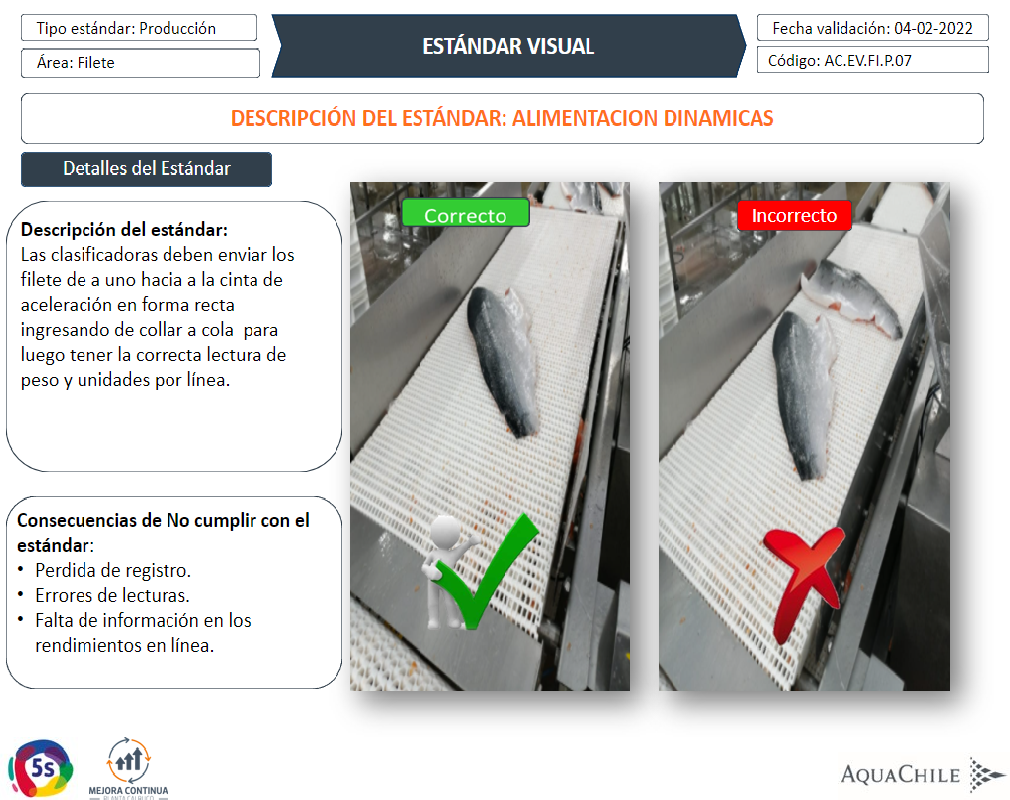 Tipo estándar: Producción
Área: Filete
ESTÁNDAR VISUAL
Fecha validación: 04-02-2022
Código: AC.EV.FI.P.07
DESCRIPCIÓN DEL ESTÁNDAR: ALIMENTACION DINAMICAS
Detalles del Estándar
Descripción del estándar:
Las clasificadoras deben enviar los
filete de a uno hacia a la cinta de
aceleración en forma recta
ingresando de collar a cola para
luego tener la correcta lectura de
peso y unidades por línea.
Consecuencias de No cumplir con el
estándar:
• Perdida de registro.
• Errores de lecturas.
• Falta de información en los
rendimientos en línea.
Correcto
Incorrecto
5S
MEJORA CONTINUA
PLANTA CALBUCO
AQUACHILE